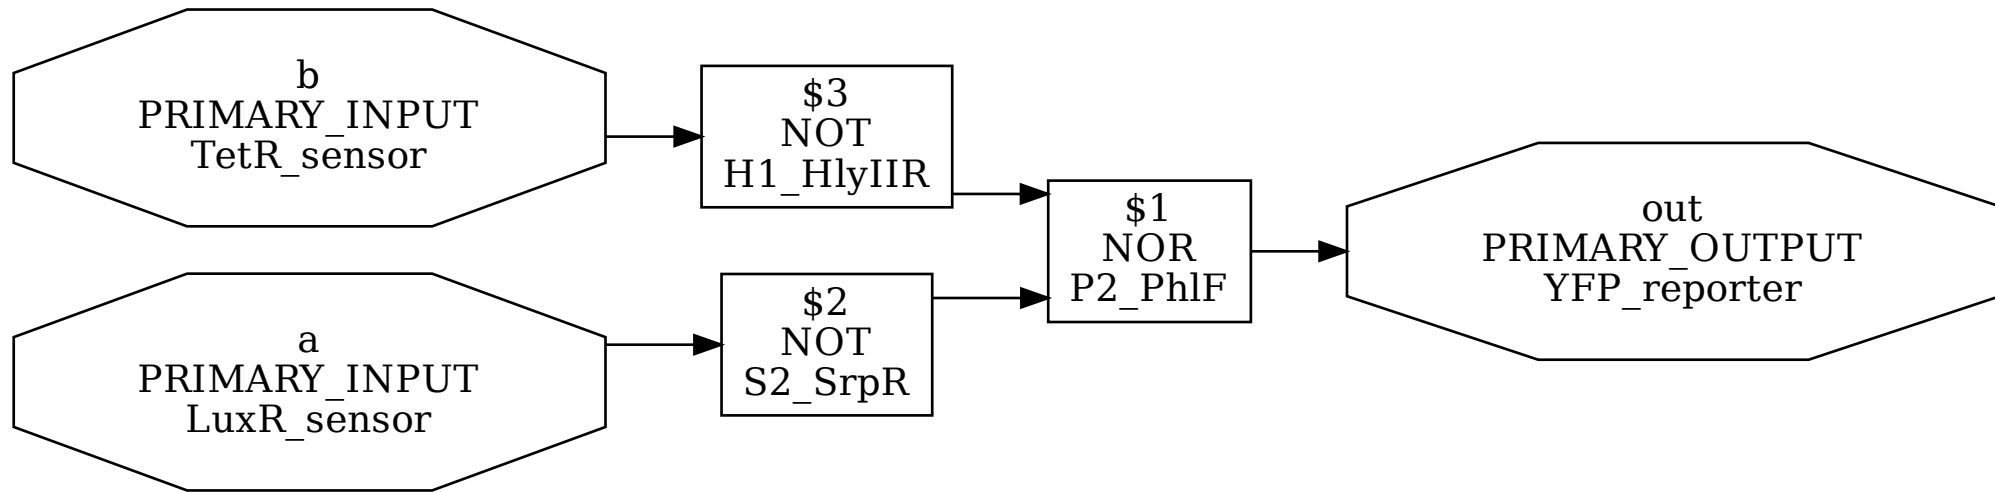 b
PRIMARY_INPUT
TetR_sensor
$3
NOT
H1_HlyIIR
a
PRIMARY_INPUT
LuxR_sensor
$2
NOT
S2_SrpR
$1
NOR
P2_PhlF
out
PRIMARY_OUTPUT
YFP_reporter